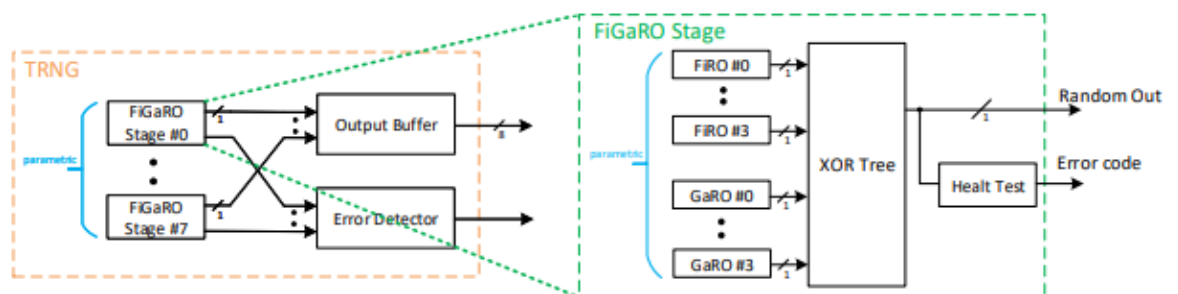 TRNG
FiGaRO
Stage #0
1
parametric
FiGaRO
Stage #7
1
Output Buffer
8
Error Detector
FiGaRO Stage
FiRO #0
1
FiRO #3
1
parametric
GaRO #0
1
GaRO #3
1
XOR Tree
1
Random Out
Healt Test
Error code